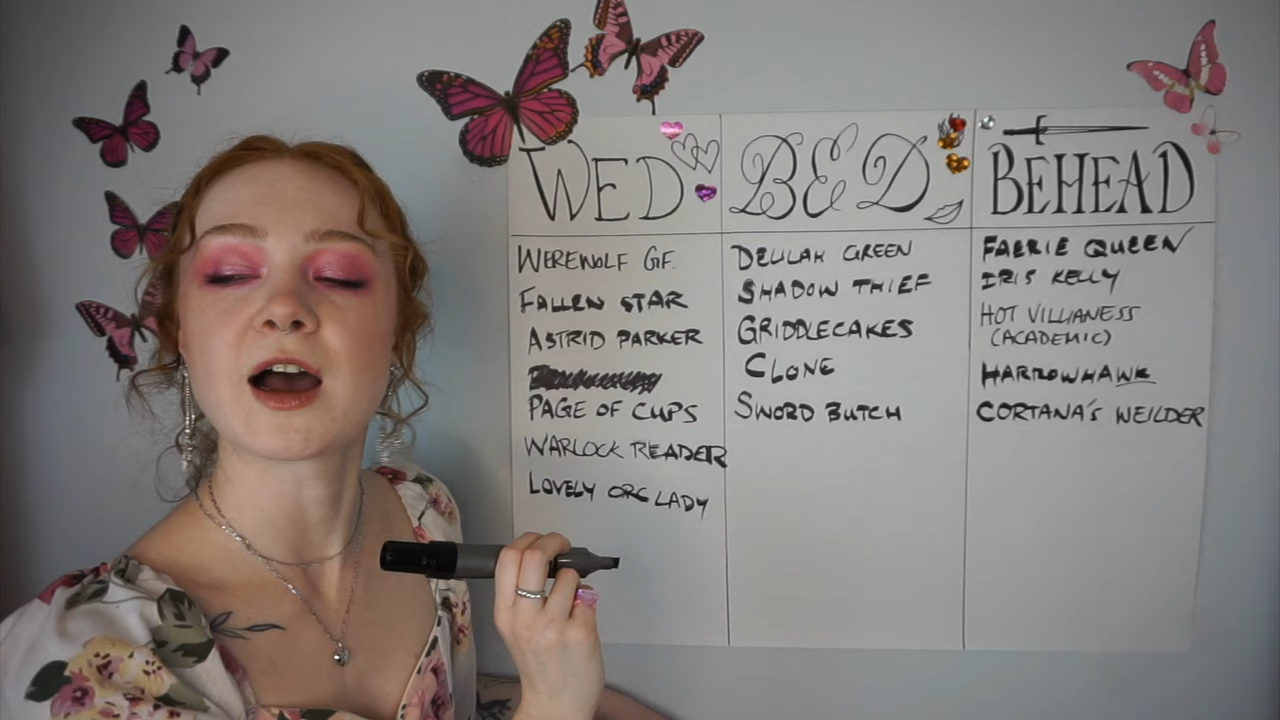 WED
WEREWOLF GF.
FALLEN STAR
ASTRID PARKER
PAGE OF CUPS
WARLOCK READER
LOVELY ORC LADY
BED
DELILAH GREEN
SHADOW THIEF
GRIDDLECAKES
CLONE
SWORD BUTCH
BEHEAD
FAERIE QUEEN
IRIS KELLY
HOT VILLIANESS
(ACADEMIC)
HARROWHAWK
CORTANA'S WEILDER